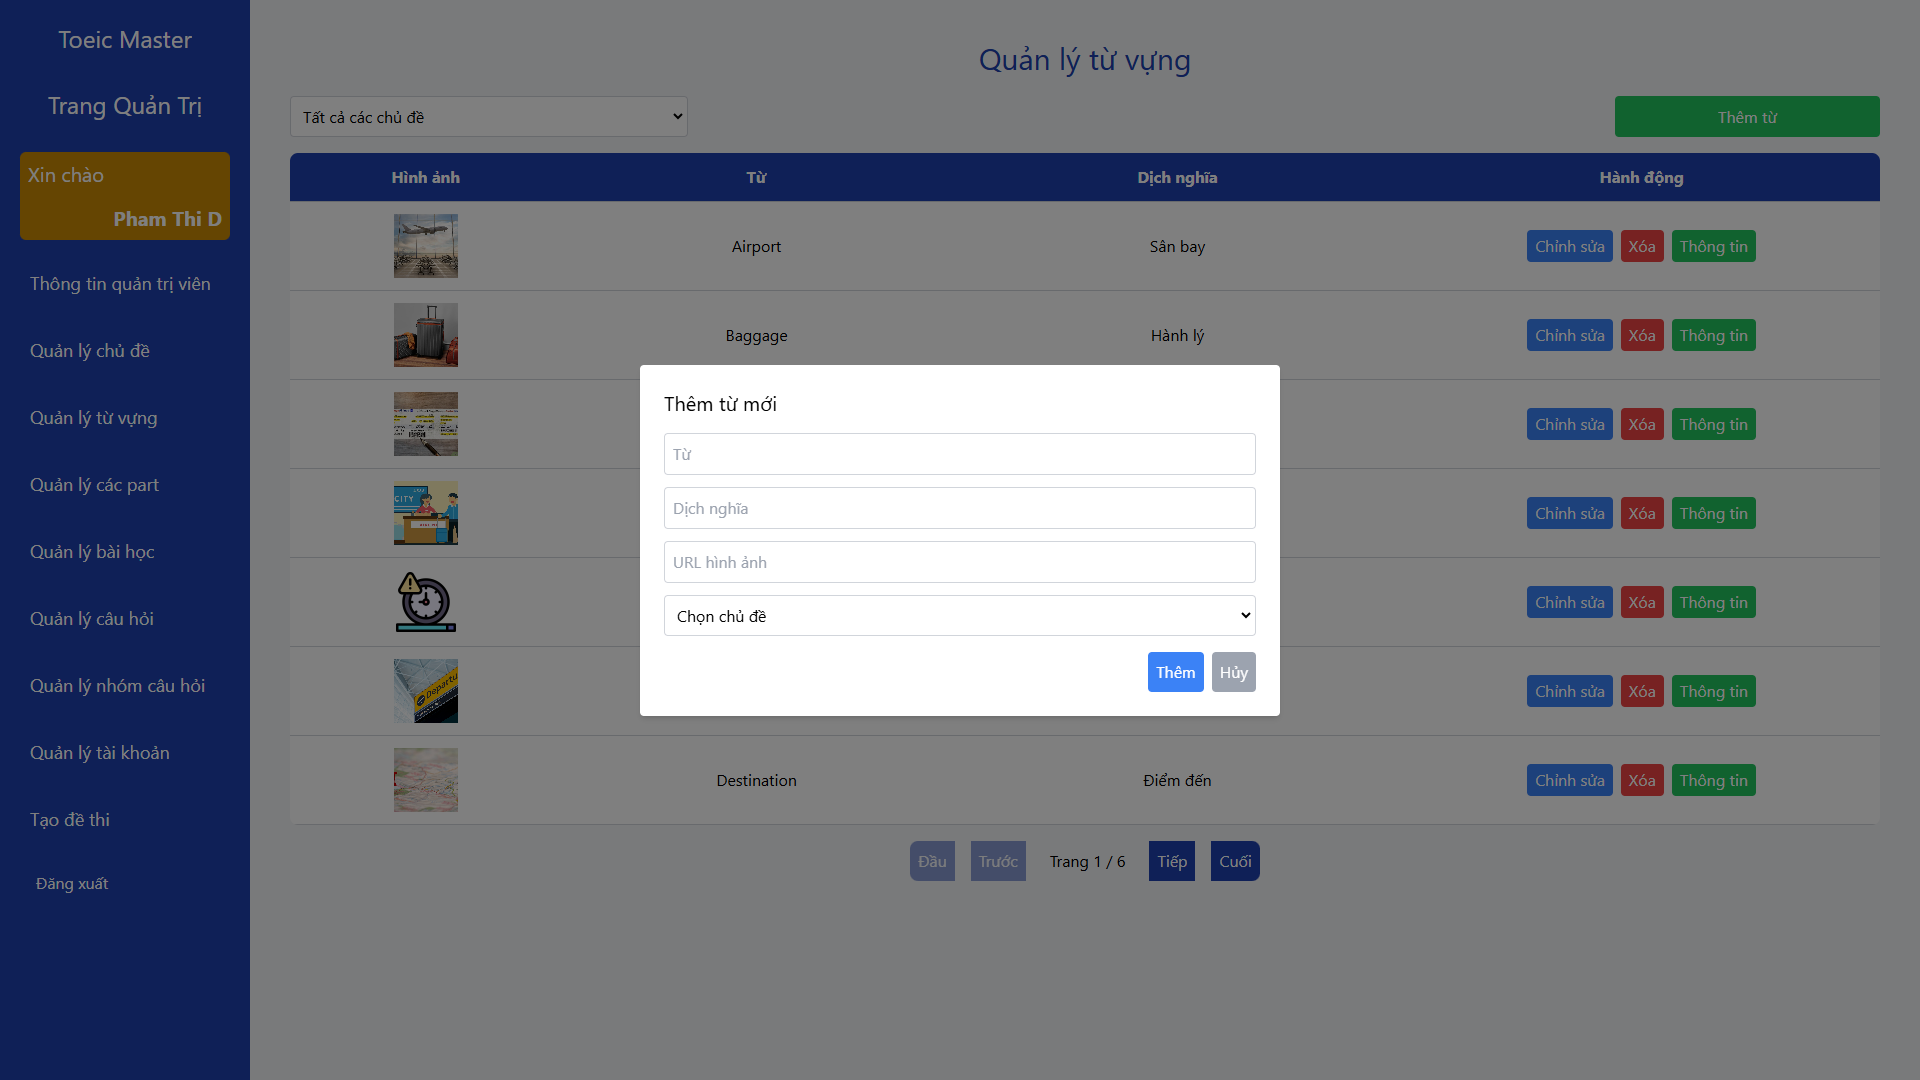 Toeic Master
Trang Quản Trị
Xin chào
Pham Thi D
Thông tin quản trị viên
Quản lý chủ đề
Quản lý từ vựng
Quản lý các part
Quản lý bài học
Quản lý câu hỏi
Quản lý nhóm câu hỏi
Quản lý tài khoản
Tạo đề thi
Đăng xuất
Quản lý từ vựng
Tất cả các chủ đề
Thêm từ
Hình ảnh Từ Dịch nghĩa Hành động
Airport Sân bay Chỉnh sửa Xóa Thông tin
Baggage Hành lý Chỉnh sửa Xóa Thông tin
Chỉnh sửa Xóa Thông tin
CITY
Chỉnh sửa Xóa Thông tin
Chỉnh sửa Xóa Thông tin
Departu
Chỉnh sửa Xóa Thông tin
Destination Điểm đến Chỉnh sửa Xóa Thông tin
Thêm từ mới
Từ
Dịch nghĩa
URL hình ảnh
Chọn chủ đề
Thêm Hủy
Đầu Trước Trang 1 / 6 Tiếp Cuối